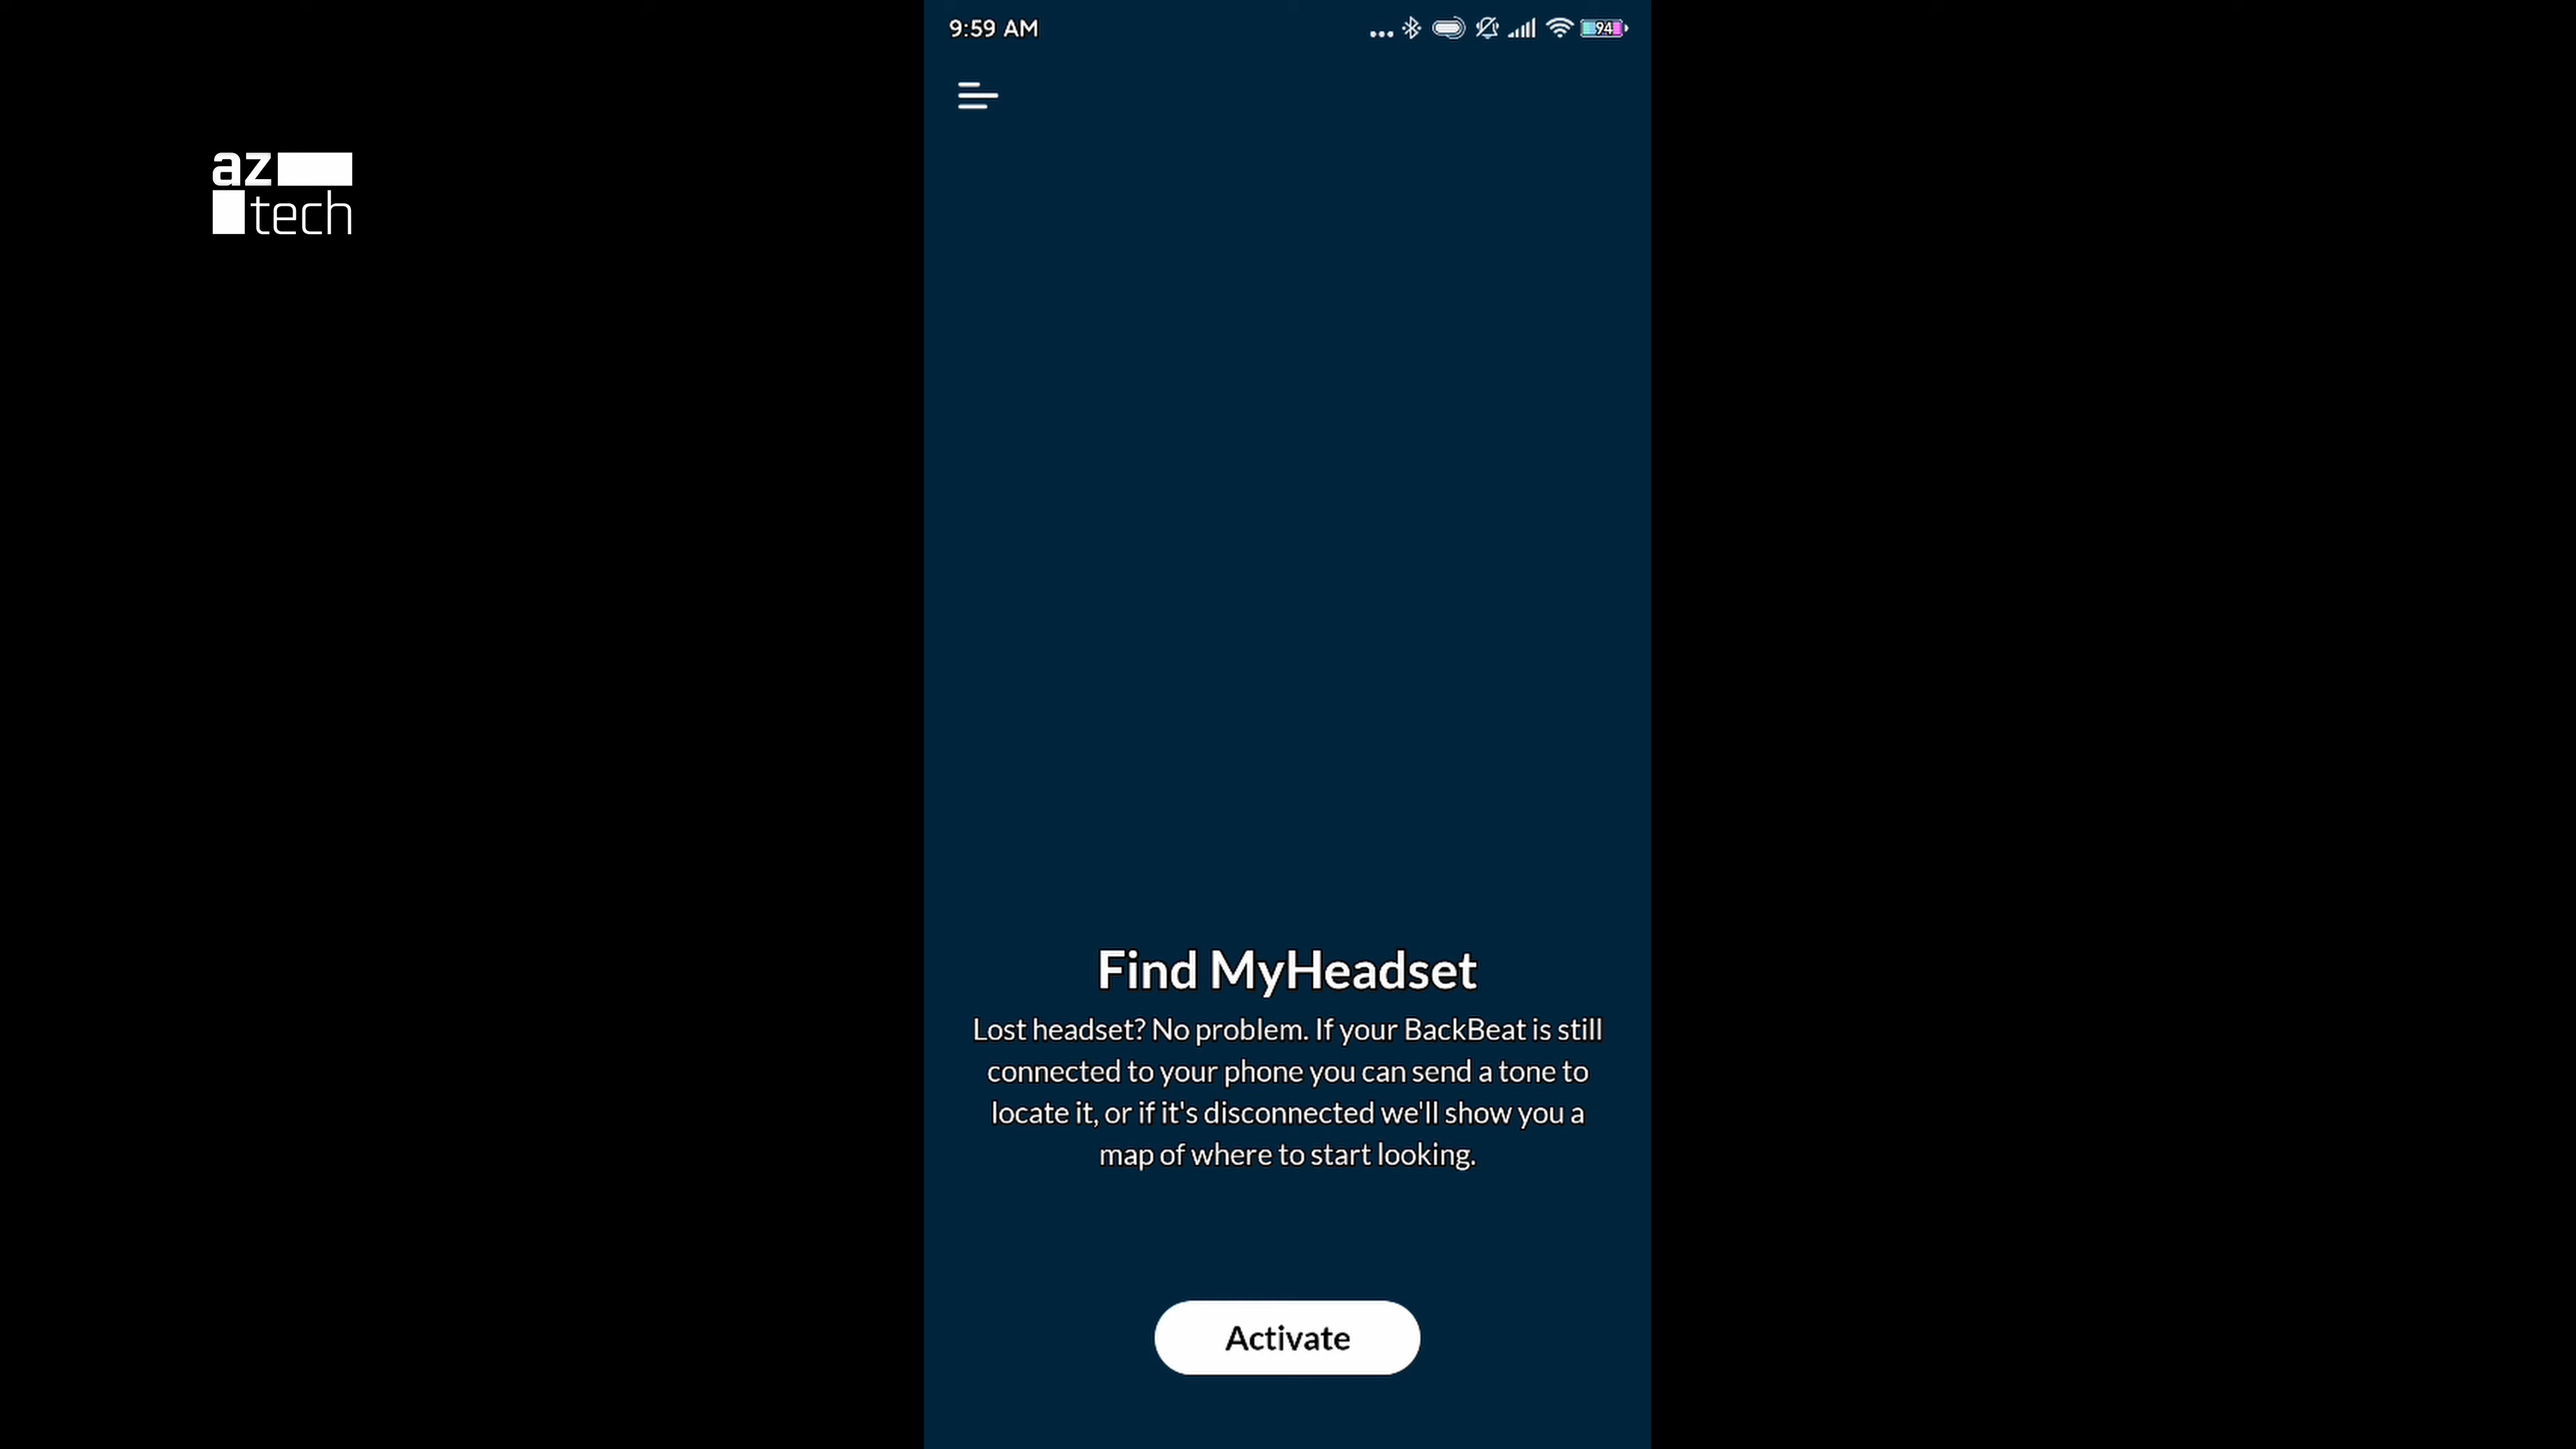 9:59 AM
94
az
tech
Find MyHeadset
Lost headset? No problem. If your BackBeat is still
connected to your phone you can send a tone to
locate it, or if it's disconnected we'll show you a
map of where to start looking.
Activate